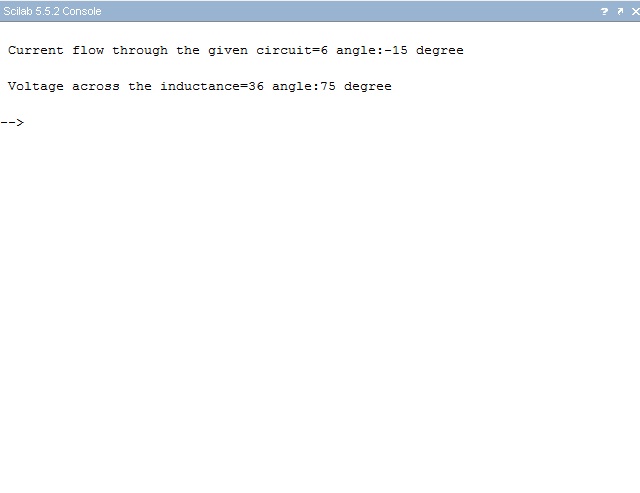 Scilab 5.5.2 Console
Current flow through the given circuit=6 angle:-15 degree
Voltage across the inductance=36 angle:75 degree
-->